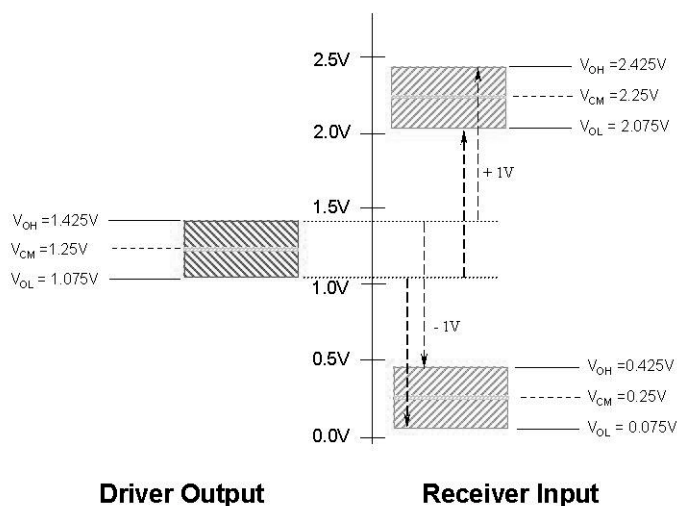 2.5V
2.0V
1.5V
1.0V
0.5V
0.0V
V_OH =1.425V
V_CM =1.25V
V_OL = 1.075V
V_OH =2.425V
V_CM =2.25V
V_OL = 2.075V
+ 1V
- 1V
V_OH =0.425V
V_CM =0.25V
V_OL = 0.075V
Driver Output
Receiver Input